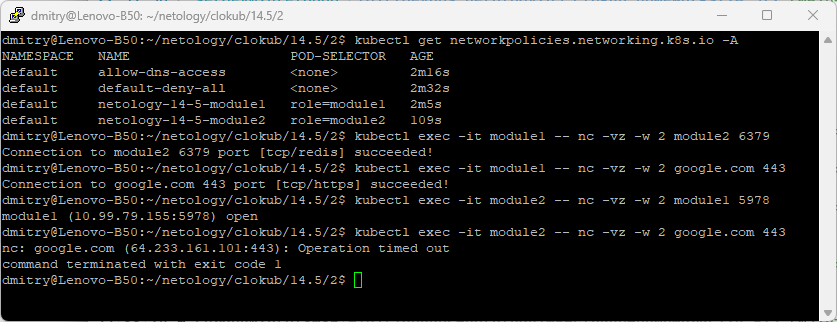 dmitry@Lenovo-B50: ~/netology/clokub/14.5/2
dmitry@Lenovo-B50:~/netology/clokub/14.5/2$ kubectl get networkpolicies.networking.k8s.io -A
NAMESPACE   NAME                   POD-SELECTOR   AGE
default     allow-dns-access       <none>         2m16s
default     default-deny-all       <none>         2m32s
default     netology-14-5-module1  role=module1   2m5s
default     netology-14-5-module2  role=module2   109s
dmitry@Lenovo-B50:~/netology/clokub/14.5/2$ kubectl exec -it module1 -- nc -vz -w 2 module2 6379
Connection to module2 6379 port [tcp/redis] succeeded!
dmitry@Lenovo-B50:~/netology/clokub/14.5/2$ kubectl exec -it module1 -- nc -vz -w 2 google.com 443
Connection to google.com 443 port [tcp/https] succeeded!
dmitry@Lenovo-B50:~/netology/clokub/14.5/2$ kubectl exec -it module2 -- nc -vz -w 2 module1 5978
module1 (10.99.79.155:5978) open
dmitry@Lenovo-B50:~/netology/clokub/14.5/2$ kubectl exec -it module2 -- nc -vz -w 2 google.com 443
nc: google.com (64.233.161.101:443): Operation timed out
command terminated with exit code 1
dmitry@Lenovo-B50:~/netology/clokub/14.5/2$